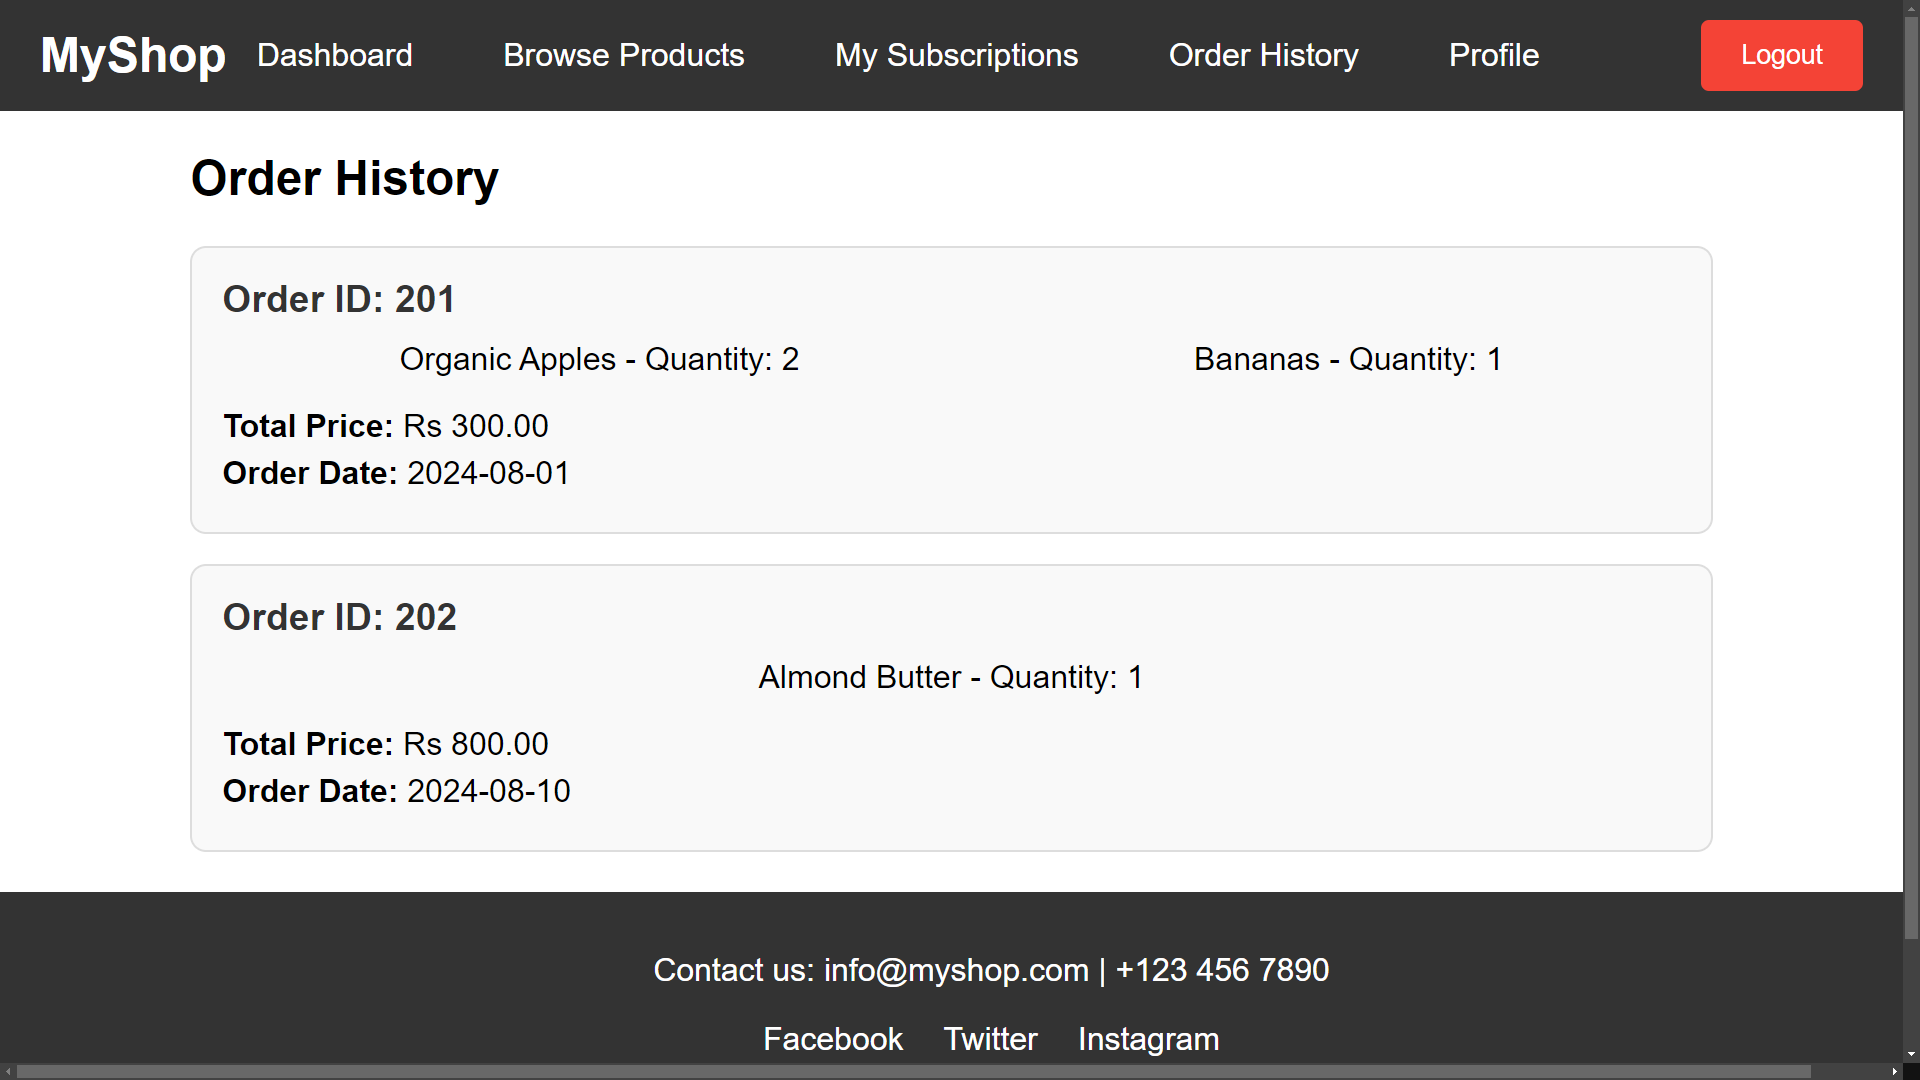 MyShop Dashboard Browse Products My Subscriptions Order History Profile Logout
Order History
Order ID: 201
Organic Apples - Quantity: 2 Bananas - Quantity: 1
Total Price: Rs 300.00
Order Date: 2024-08-01
Order ID: 202
Almond Butter - Quantity: 1
Total Price: Rs 800.00
Order Date: 2024-08-10
Contact us: info@myshop.com | +123 456 7890
Facebook Twitter Instagram